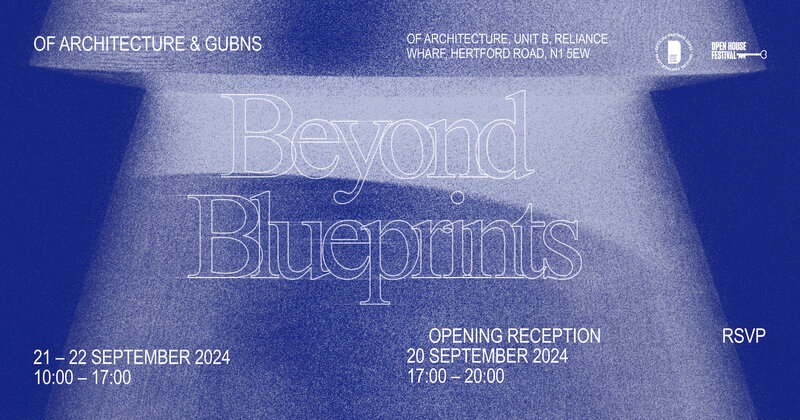 OF ARCHITECTURE & GUBNS
OF ARCHITECTURE, UNIT B, RELIANCE
WHARF, HERTFORD ROAD, N1 5EW
OPEN HOUSE
FESTIVAL
Beyond
Blueprints
21 – 22 SEPTEMBER 2024
10:00 – 17:00
OPENING RECEPTION
20 SEPTEMBER 2024
17:00 – 20:00
RSVP